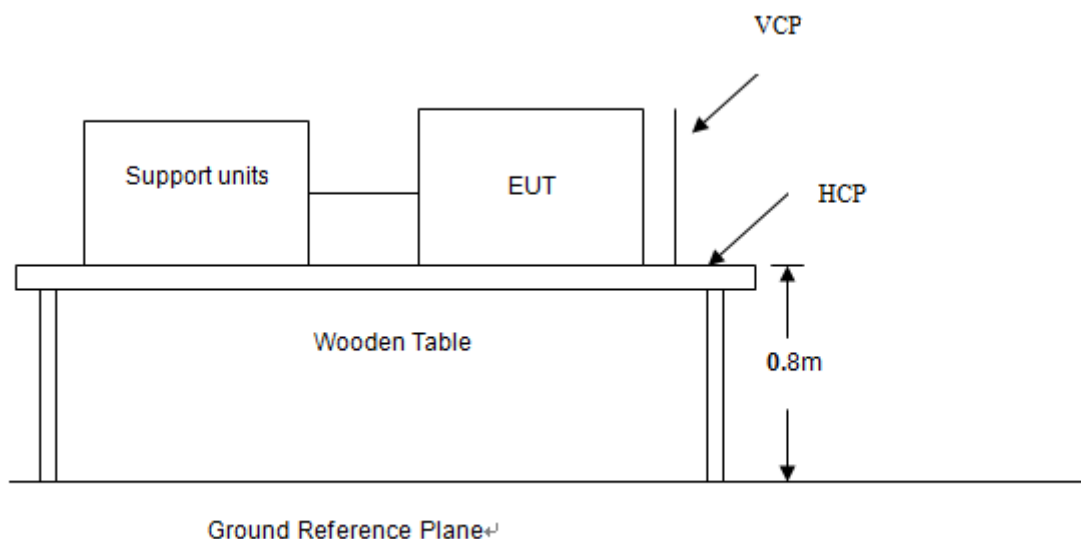 VCP
Support units
EUT
HCP
Wooden Table
0.8m
Ground Reference Plane↵